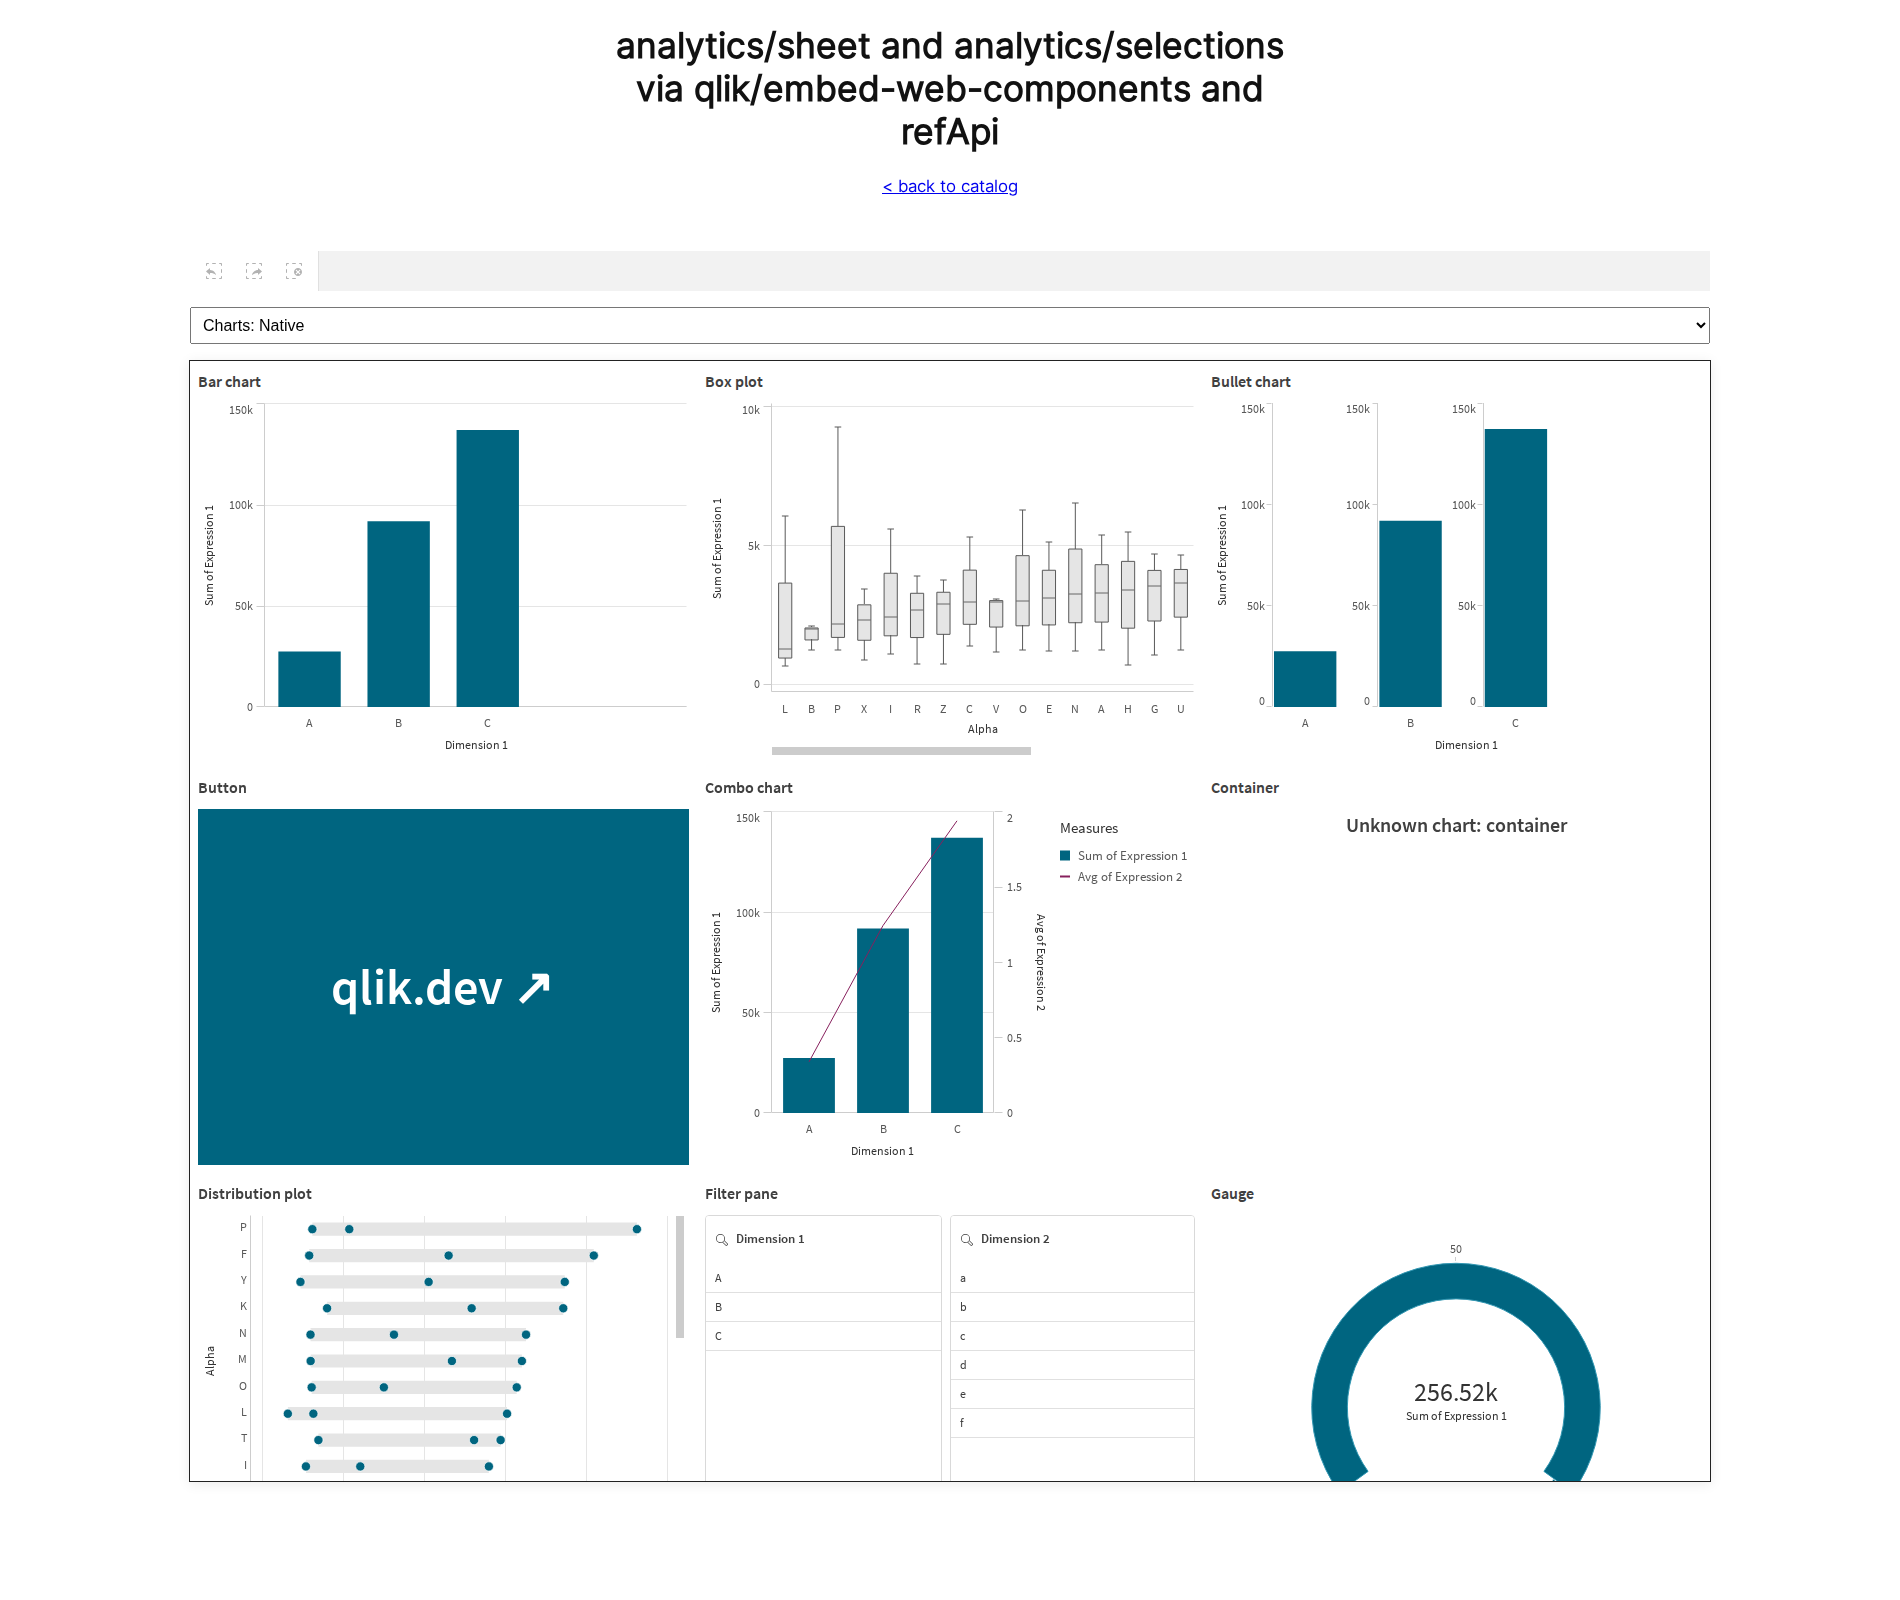 analytics/sheet and analytics/selections
via qlik/embed-web-components and
refApi
< back to catalog
Charts: Native
Bar chart
150k
100k
50k
0
Sum of Expression 1
A B C
Dimension 1
Box plot
10k
5k
0
Sum of Expression 1
L B P X I R Z C V O E N A H G U
Alpha
Bullet chart
150k 150k 150k
100k 100k 100k
50k 50k 50k
0 0 0
Sum of Expression 1
A B C
Dimension 1
Button
qlik.dev ↗
Combo chart
150k
100k
50k
0
Sum of Expression 1
2
1.5
1
0.5
0
Avg of Expression 2
A B C
Dimension 1
Measures
Sum of Expression 1
Avg of Expression 2
Container
Unknown chart: container
Distribution plot
Alpha
P
F
Y
K
N
M
O
L
T
I
Filter pane
Dimension 1
A
B
C
Dimension 2
a
b
c
d
e
f
Gauge
50
256.52k
Sum of Expression 1